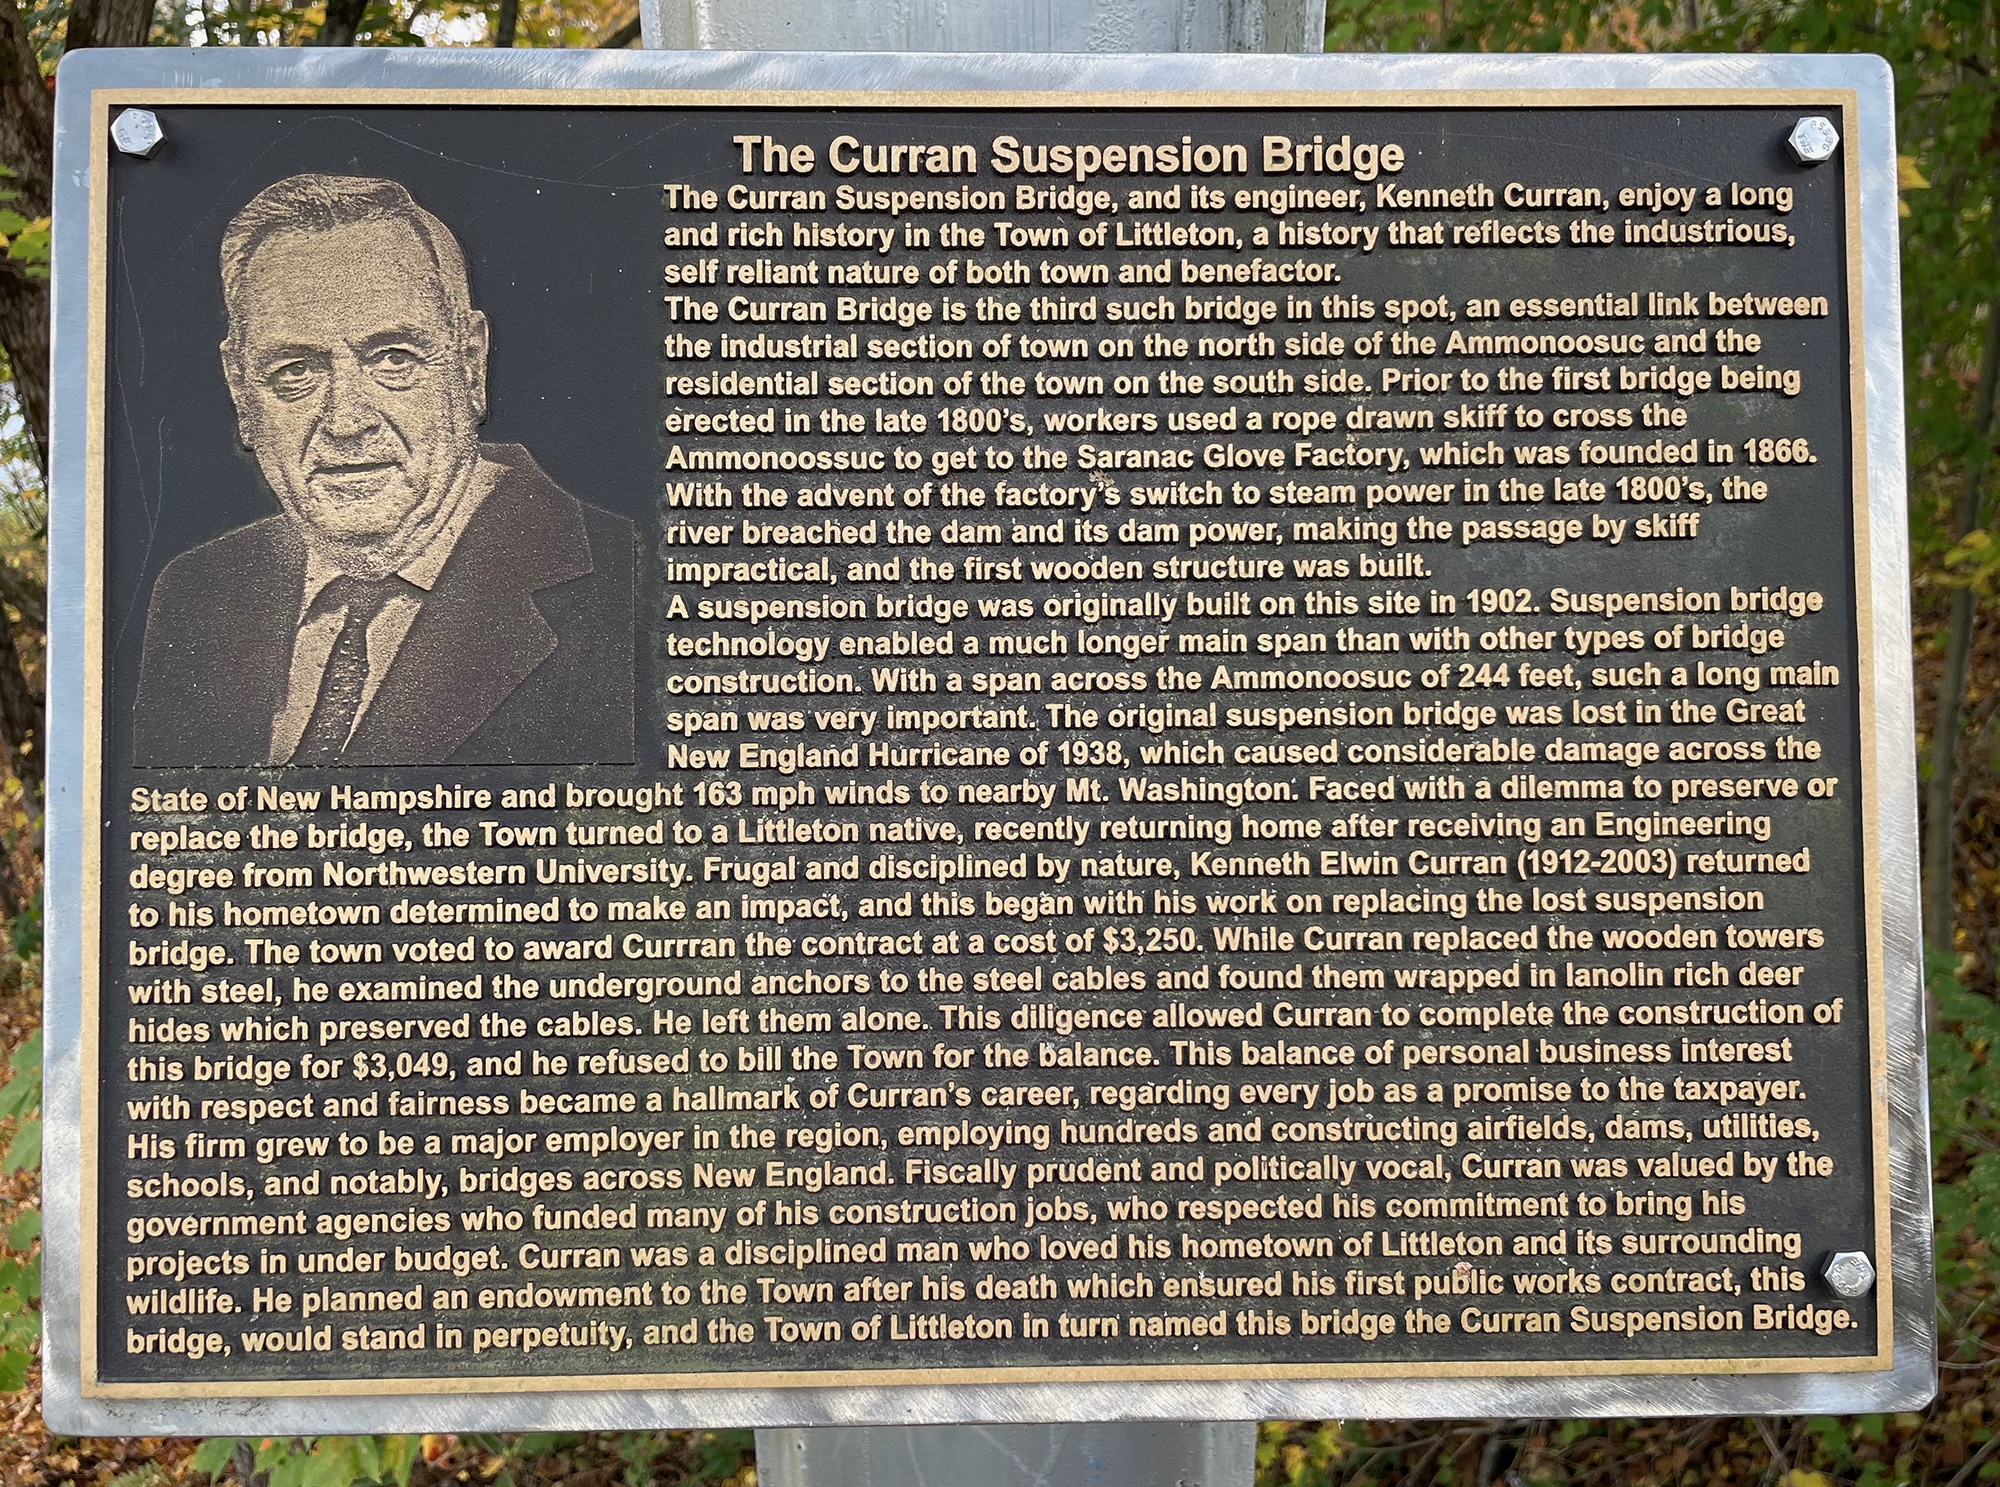 The Curran Suspension Bridge
The Curran Suspension Bridge, and its engineer, Kenneth Curran, enjoy a long
and rich history in the Town of Littleton, a history that reflects the industrious,
self reliant nature of both town and benefactor.
The Curran Bridge is the third such bridge in this spot, an essential link between
the industrial section of town on the north side of the Ammonoosuc and the
residential section of the town on the south side. Prior to the first bridge being
erected in the late 1800's, workers used a rope drawn skiff to cross the
Ammonoossuc to get to the Saranac Glove Factory, which was founded in 1866.
With the advent of the factory's switch to steam power in the late 1800's, the
river breached the dam and its dam power, making the passage by skiff
impractical, and the first wooden structure was built.
A suspension bridge was originally built on this site in 1902. Suspension bridge
technology enabled a much longer main span than with other types of bridge
construction. With a span across the Ammonoosuc of 244 feet, such a long main
span was very important. The original suspension bridge was lost in the Great
New England Hurricane of 1938, which caused considerable damage across the
State of New Hampshire and brought 163 mph winds to nearby Mt. Washington. Faced with a dilemma to preserve or
replace the bridge, the Town turned to a Littleton native, recently returning home after receiving an Engineering
degree from Northwestern University. Frugal and disciplined by nature, Kenneth Elwin Curran (1912-2003) returned
to his hometown determined to make an impact, and this began with his work on replacing the lost suspension
bridge. The town voted to award Currran the contract at a cost of $3,250. While Curran replaced the wooden towers
with steel, he examined the underground anchors to the steel cables and found them wrapped in lanolin rich deer
hides which preserved the cables. He left them alone. This diligence allowed Curran to complete the construction of
this bridge for $3,049, and he refused to bill the Town for the balance. This balance of personal business interest
with respect and fairness became a hallmark of Curran's career, regarding every job as a promise to the taxpayer.
His firm grew to be a major employer in the region, employing hundreds and constructing airfields, dams, utilities,
schools, and notably, bridges across New England. Fiscally prudent and politically vocal, Curran was valued by the
government agencies who funded many of his construction jobs, who respected his commitment to bring his
projects in under budget. Curran was a disciplined man who loved his hometown of Littleton and its surrounding
wildlife. He planned an endowment to the Town after his death which ensured his first public works contract, this
bridge, would stand in perpetuity, and the Town of Littleton in turn named this bridge the Curran Suspension Bridge.